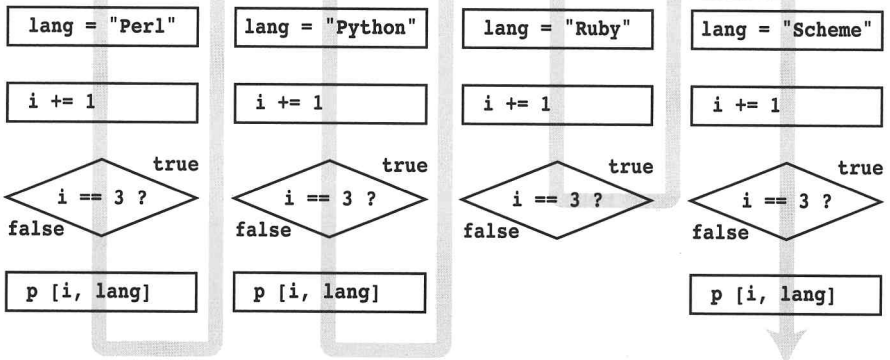 lang = "Perl"
i += 1
true
i == 3 ?
false
p [i, lang]
lang = "Python"
i += 1
true
i == 3 ?
false
p [i, lang]
lang = "Ruby"
i += 1
true
i == 3 ?
false
lang = "Scheme"
i += 1
true
i == 3 ?
false
p [i, lang]